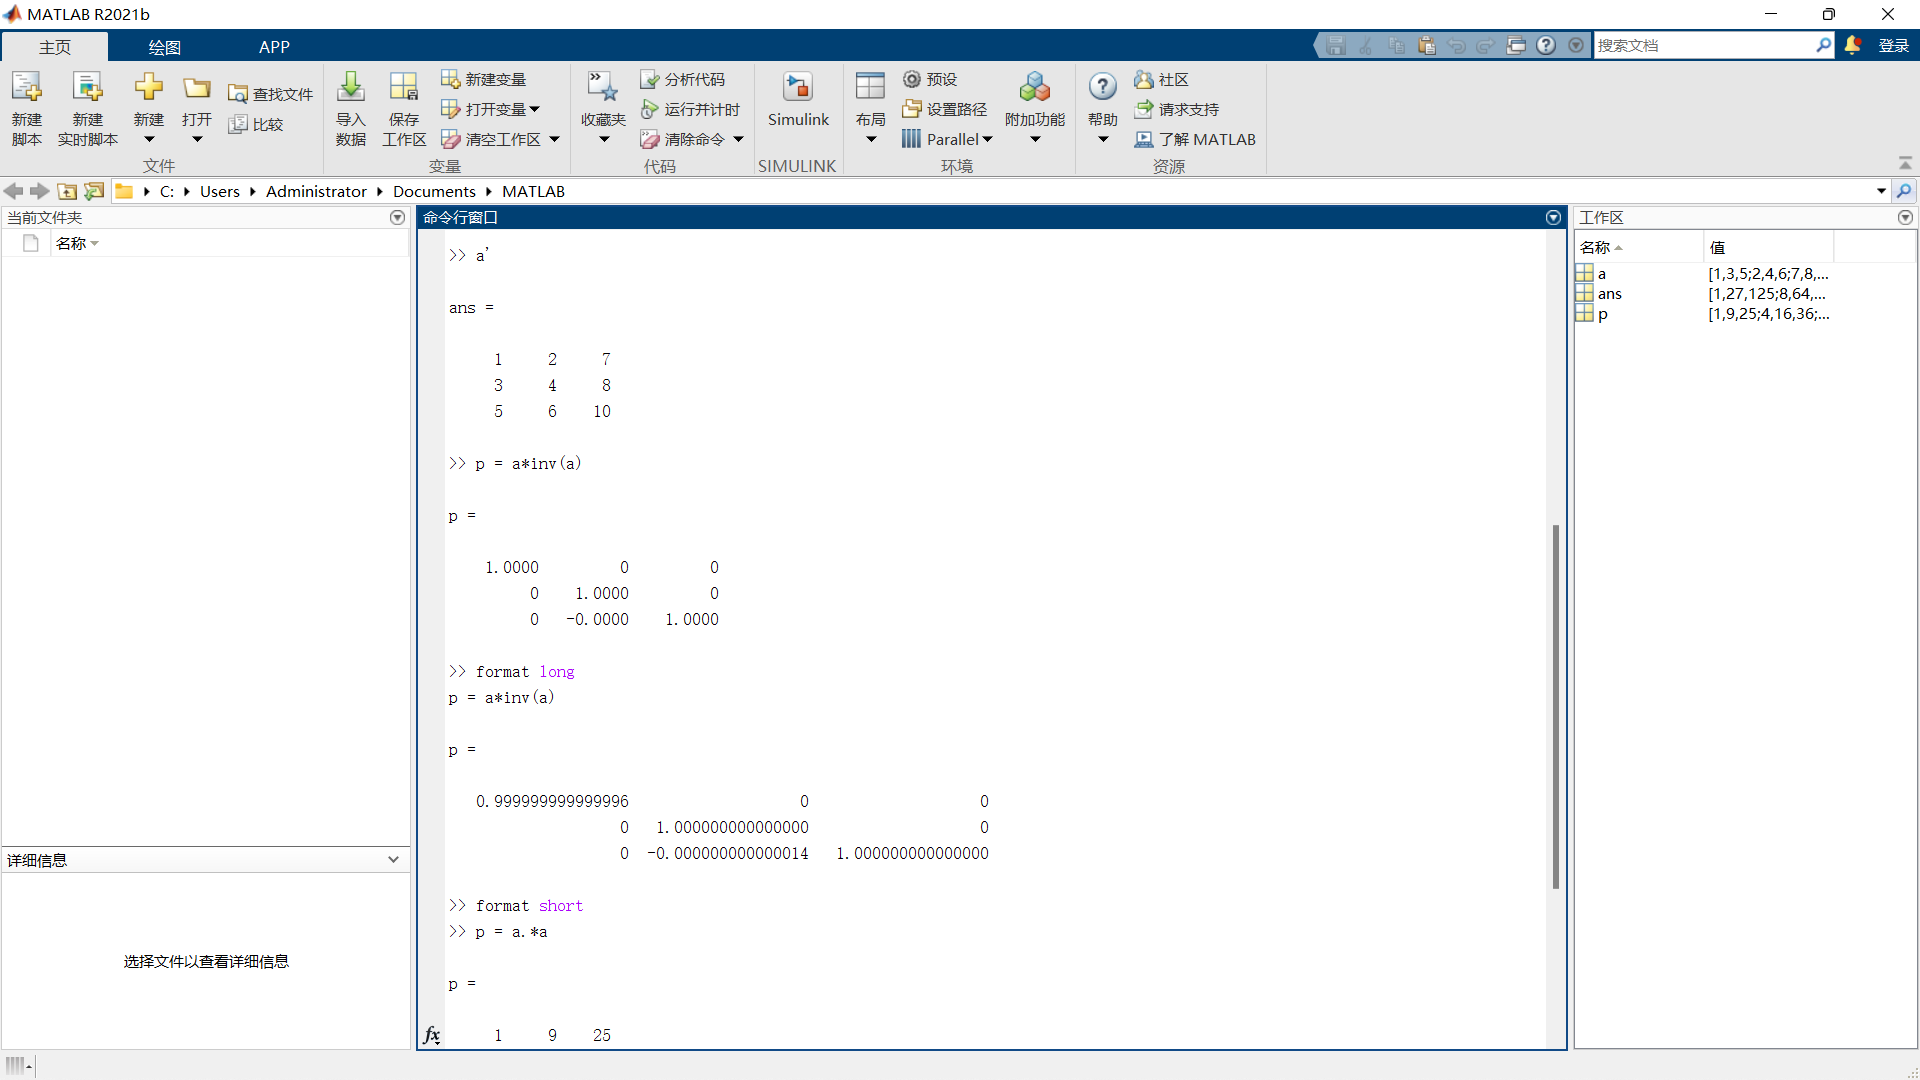 MATLAB R2021b
主页 绘图 APP
搜索文档 登录
新建 脚本
新建 实时脚本
新建
打开
查找文件
比较
文件
导入 数据
保存 工作区
新建变量
打开变量
清空工作区
变量
收藏夹
分析代码
运行并计时
清除命令
代码
Simulink
SIMULINK
布局
预设
设置路径
Parallel
附加功能
环境
帮助
社区
请求支持
了解 MATLAB
资源
C: Users Administrator Documents MATLAB
当前文件夹
名称
详细信息
选择文件以查看详细信息
命令行窗口
>> a'
ans =
1 2 7
3 4 8
5 6 10
>> p = a*inv(a)
p =
1.0000 0 0
0 1.0000 0
0 -0.0000 1.0000
>> format long
p = a*inv(a)
p =
0.999999999999996 0 0
0 1.000000000000000 0
0 -0.000000000000014 1.000000000000000
>> format short
>> p = a.*a
p =
1 9 25
fx
工作区
名称 值
a [1,3,5;2,4,6;7,8,...
ans [1,27,125;8,64,...
p [1,9,25;4,16,36;...